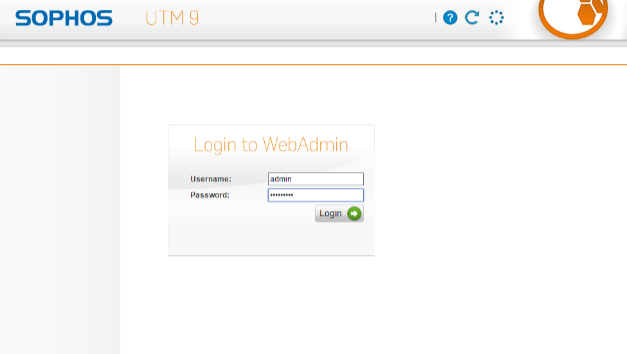 SOPHOS UTM 9 | ?
Login to WebAdmin
Username: admin
Password: •••••••••
Login